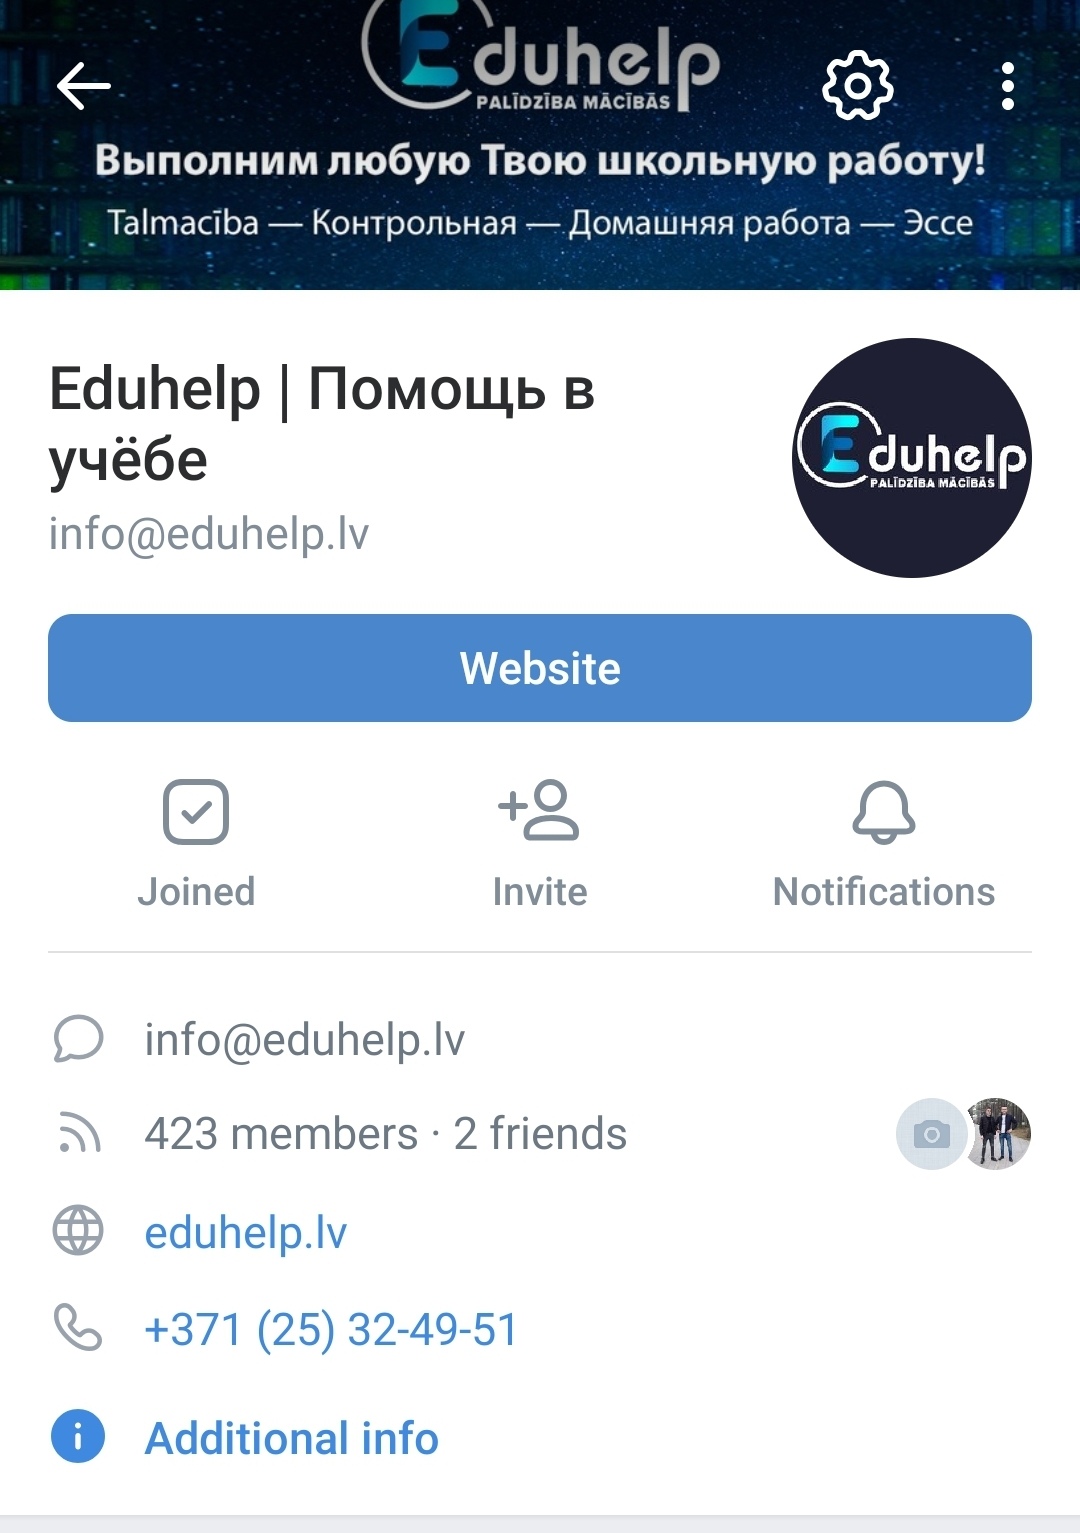 Eduhelp
PALĪDZĪBA MĀCĪBĀS
Выполним любую Твою школьную работу!
Talmacība — Контрольная — Домашняя работа — Эссе
Eduhelp | Помощь в
учёбе
info@eduhelp.lv
Eduhelp
PALĪDZĪBA MĀCĪBĀS
Website
Joined
Invite
Notifications
info@eduhelp.lv
423 members · 2 friends
eduhelp.lv
+371 (25) 32-49-51
Additional info